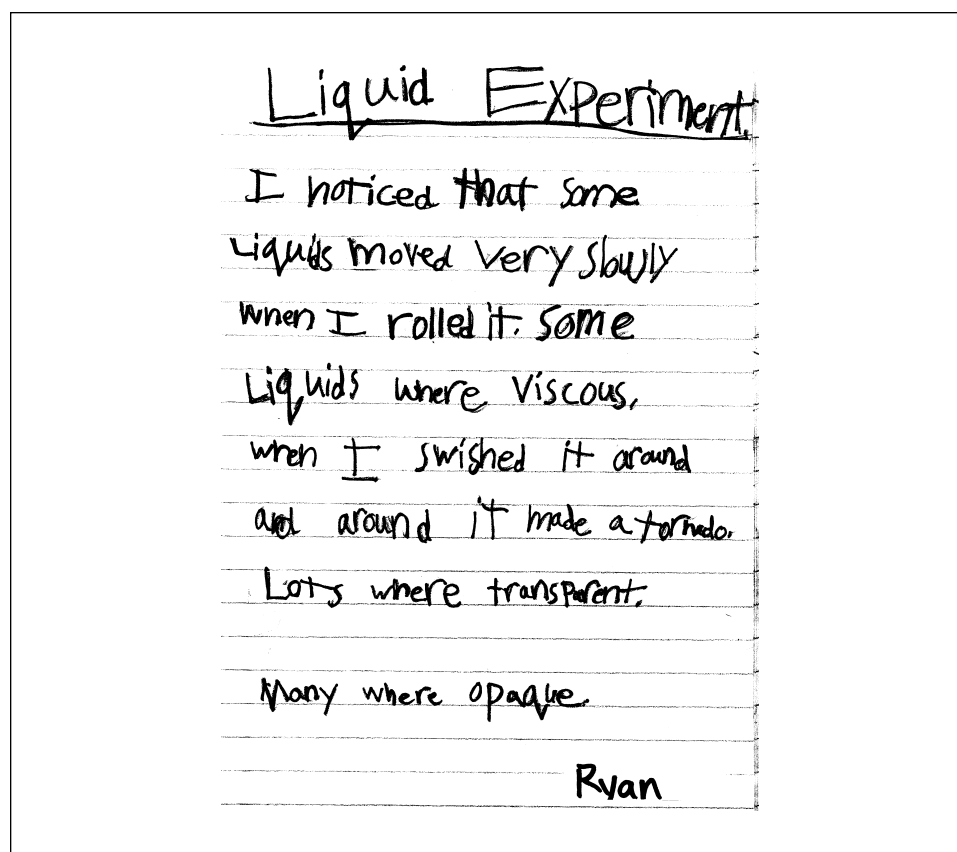 Liquid Experiment.
I noticed that some
Liquids moved very slowly
when I rolled it. Some
Liquids where Viscous,
when I swished it around
and around it made a tornado.
Lots where transparent.
Many where opaque.
Ryan